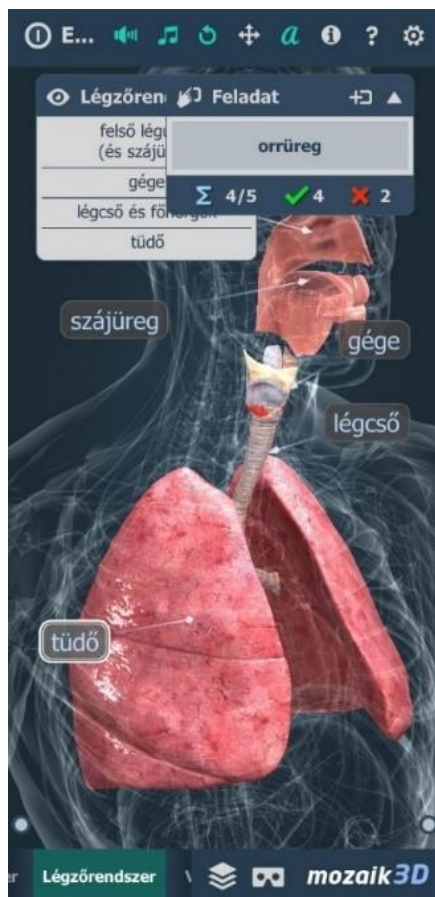 E...
Légzőren
Feladat
felső légu
(és szájü
orrüreg
gége
Σ 4/5 4 2
légcső és főhörgők
tüdő
szájüreg
gége
légcső
tüdő
Légzőrendszer
mozaik3D